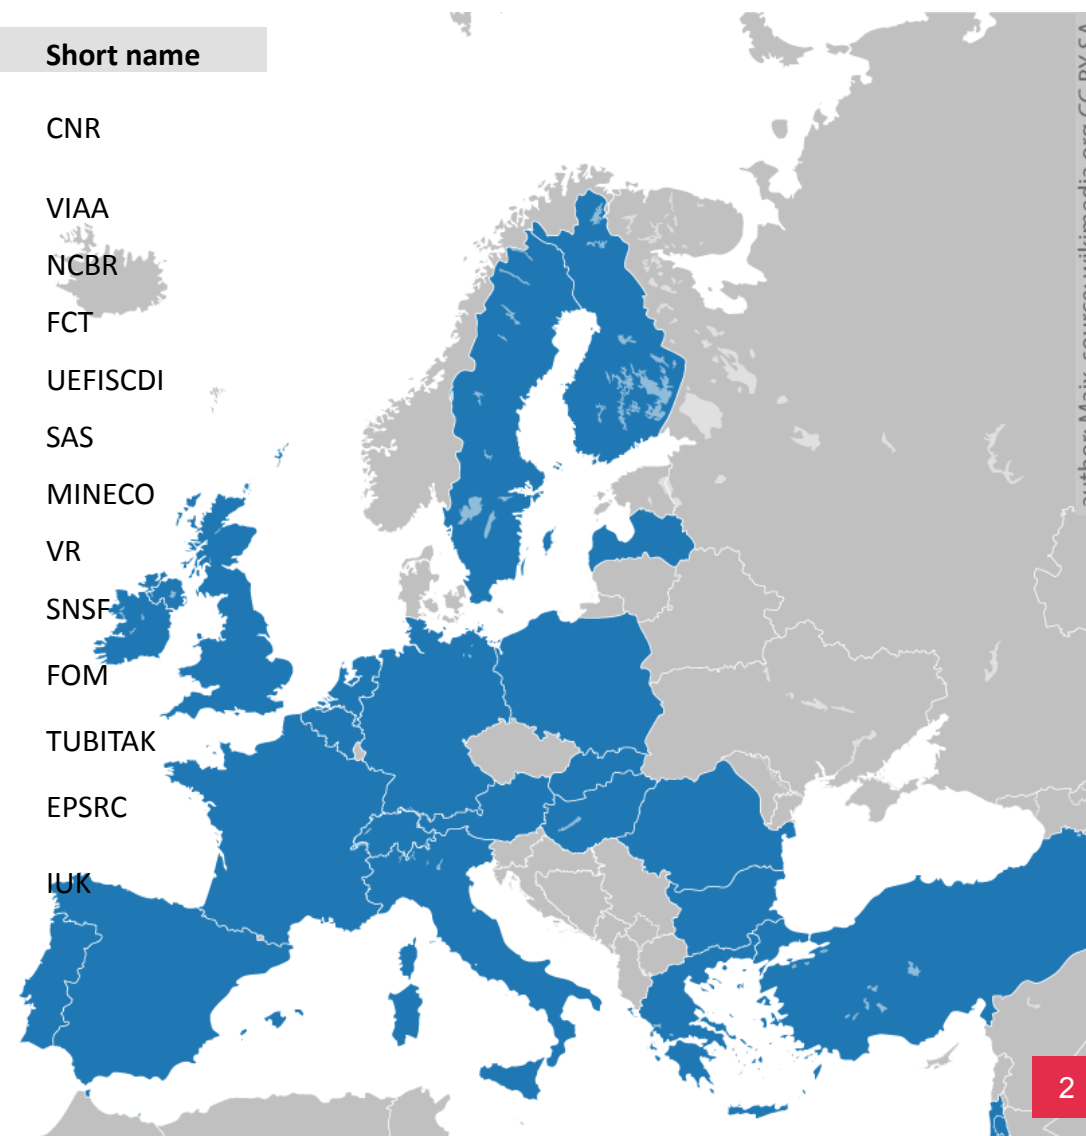 Short name
CNR
VIAA
NCBR
FCT
UEFISCDI
SAS
MINECO
VR
SNSF
FOM
TUBITAK
EPSRC
IUK
2